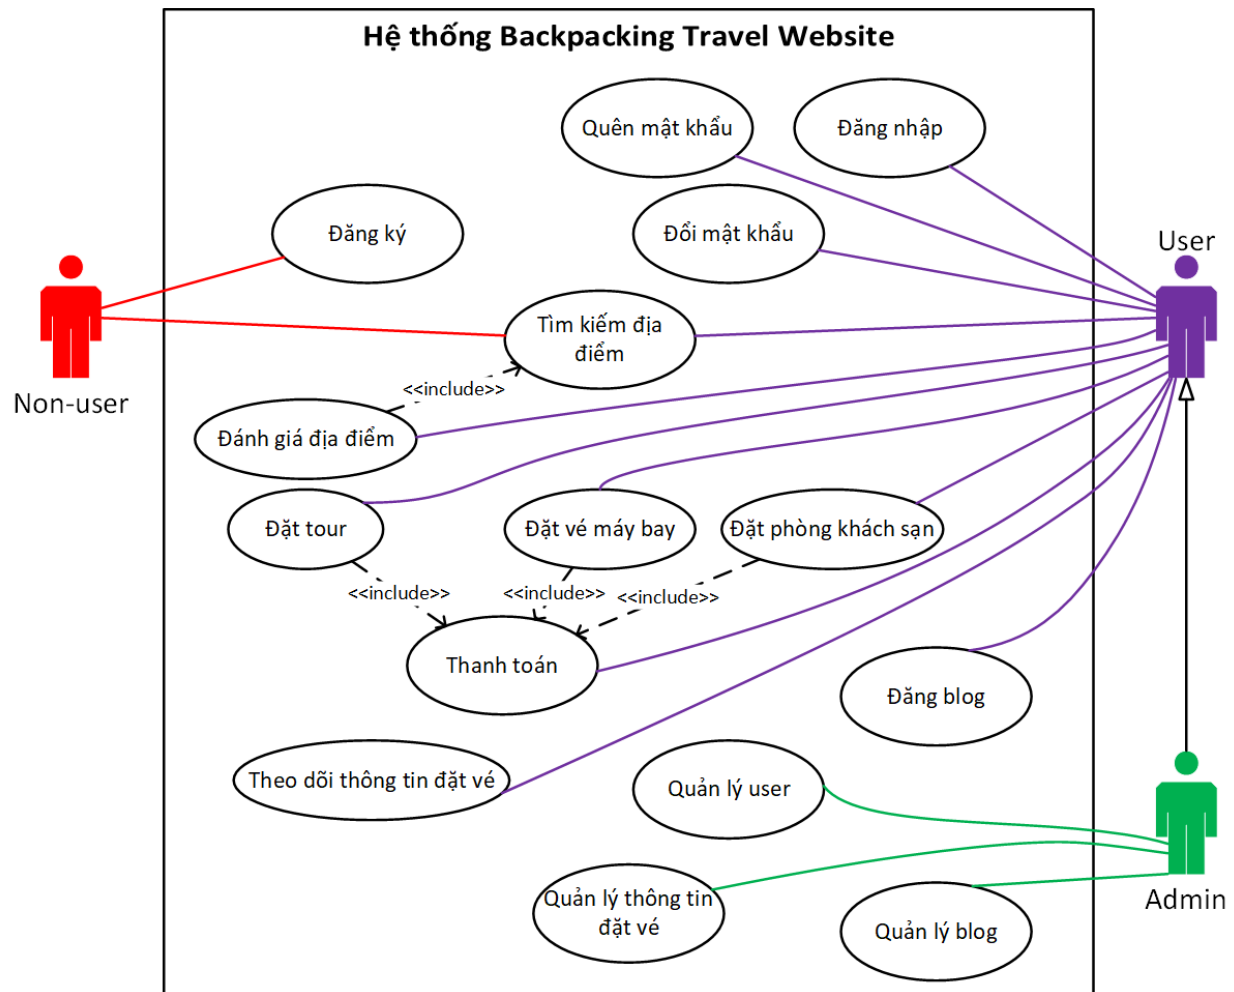 Hệ thống Backpacking Travel Website
Quên mật khẩu
Đăng nhập
Đăng ký
Đổi mật khẩu
User
Tìm kiếm địa
điểm
Non-user
<<include>>
Đánh giá địa điểm
Đặt tour
Đặt vé máy bay
Đặt phòng khách sạn
<<include>>
<<include>>
<<include>>
Thanh toán
Đăng blog
Theo dõi thông tin đặt vé
Quản lý user
Quản lý thông tin
đặt vé
Admin
Quản lý blog